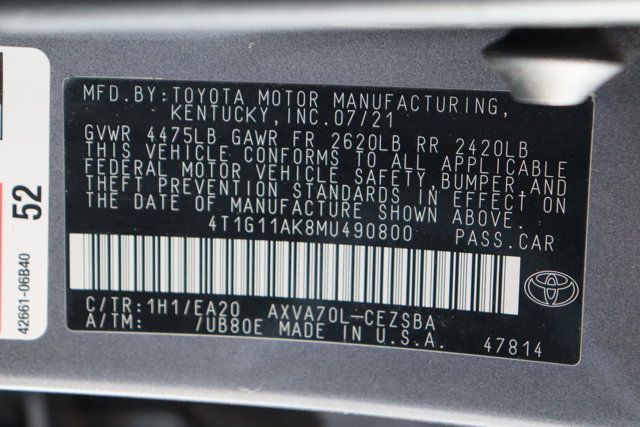 MFD.BY:TOYOTA MOTOR MANUFACTURING,
KENTUCKY,INC.07/21
GVWR 4475LB GAWR FR 2620LB RR 2420LB
THIS VEHICLE CONFORMS TO ALL APPLICABLE
FEDERAL MOTOR VEHICLE SAFETY,BUMPER,AND
THEFT PREVENTION STANDARDS IN EFFECT ON
THE DATE OF MANUFACTURE SHOWN ABOVE.
4T1G11AK8MU490800 PASS.CAR
C/TR:1H1/EA20 AXVA70L-CEZSBA
A/TM: /UB80E MADE IN U.S.A.
47814
52
42661-06B40